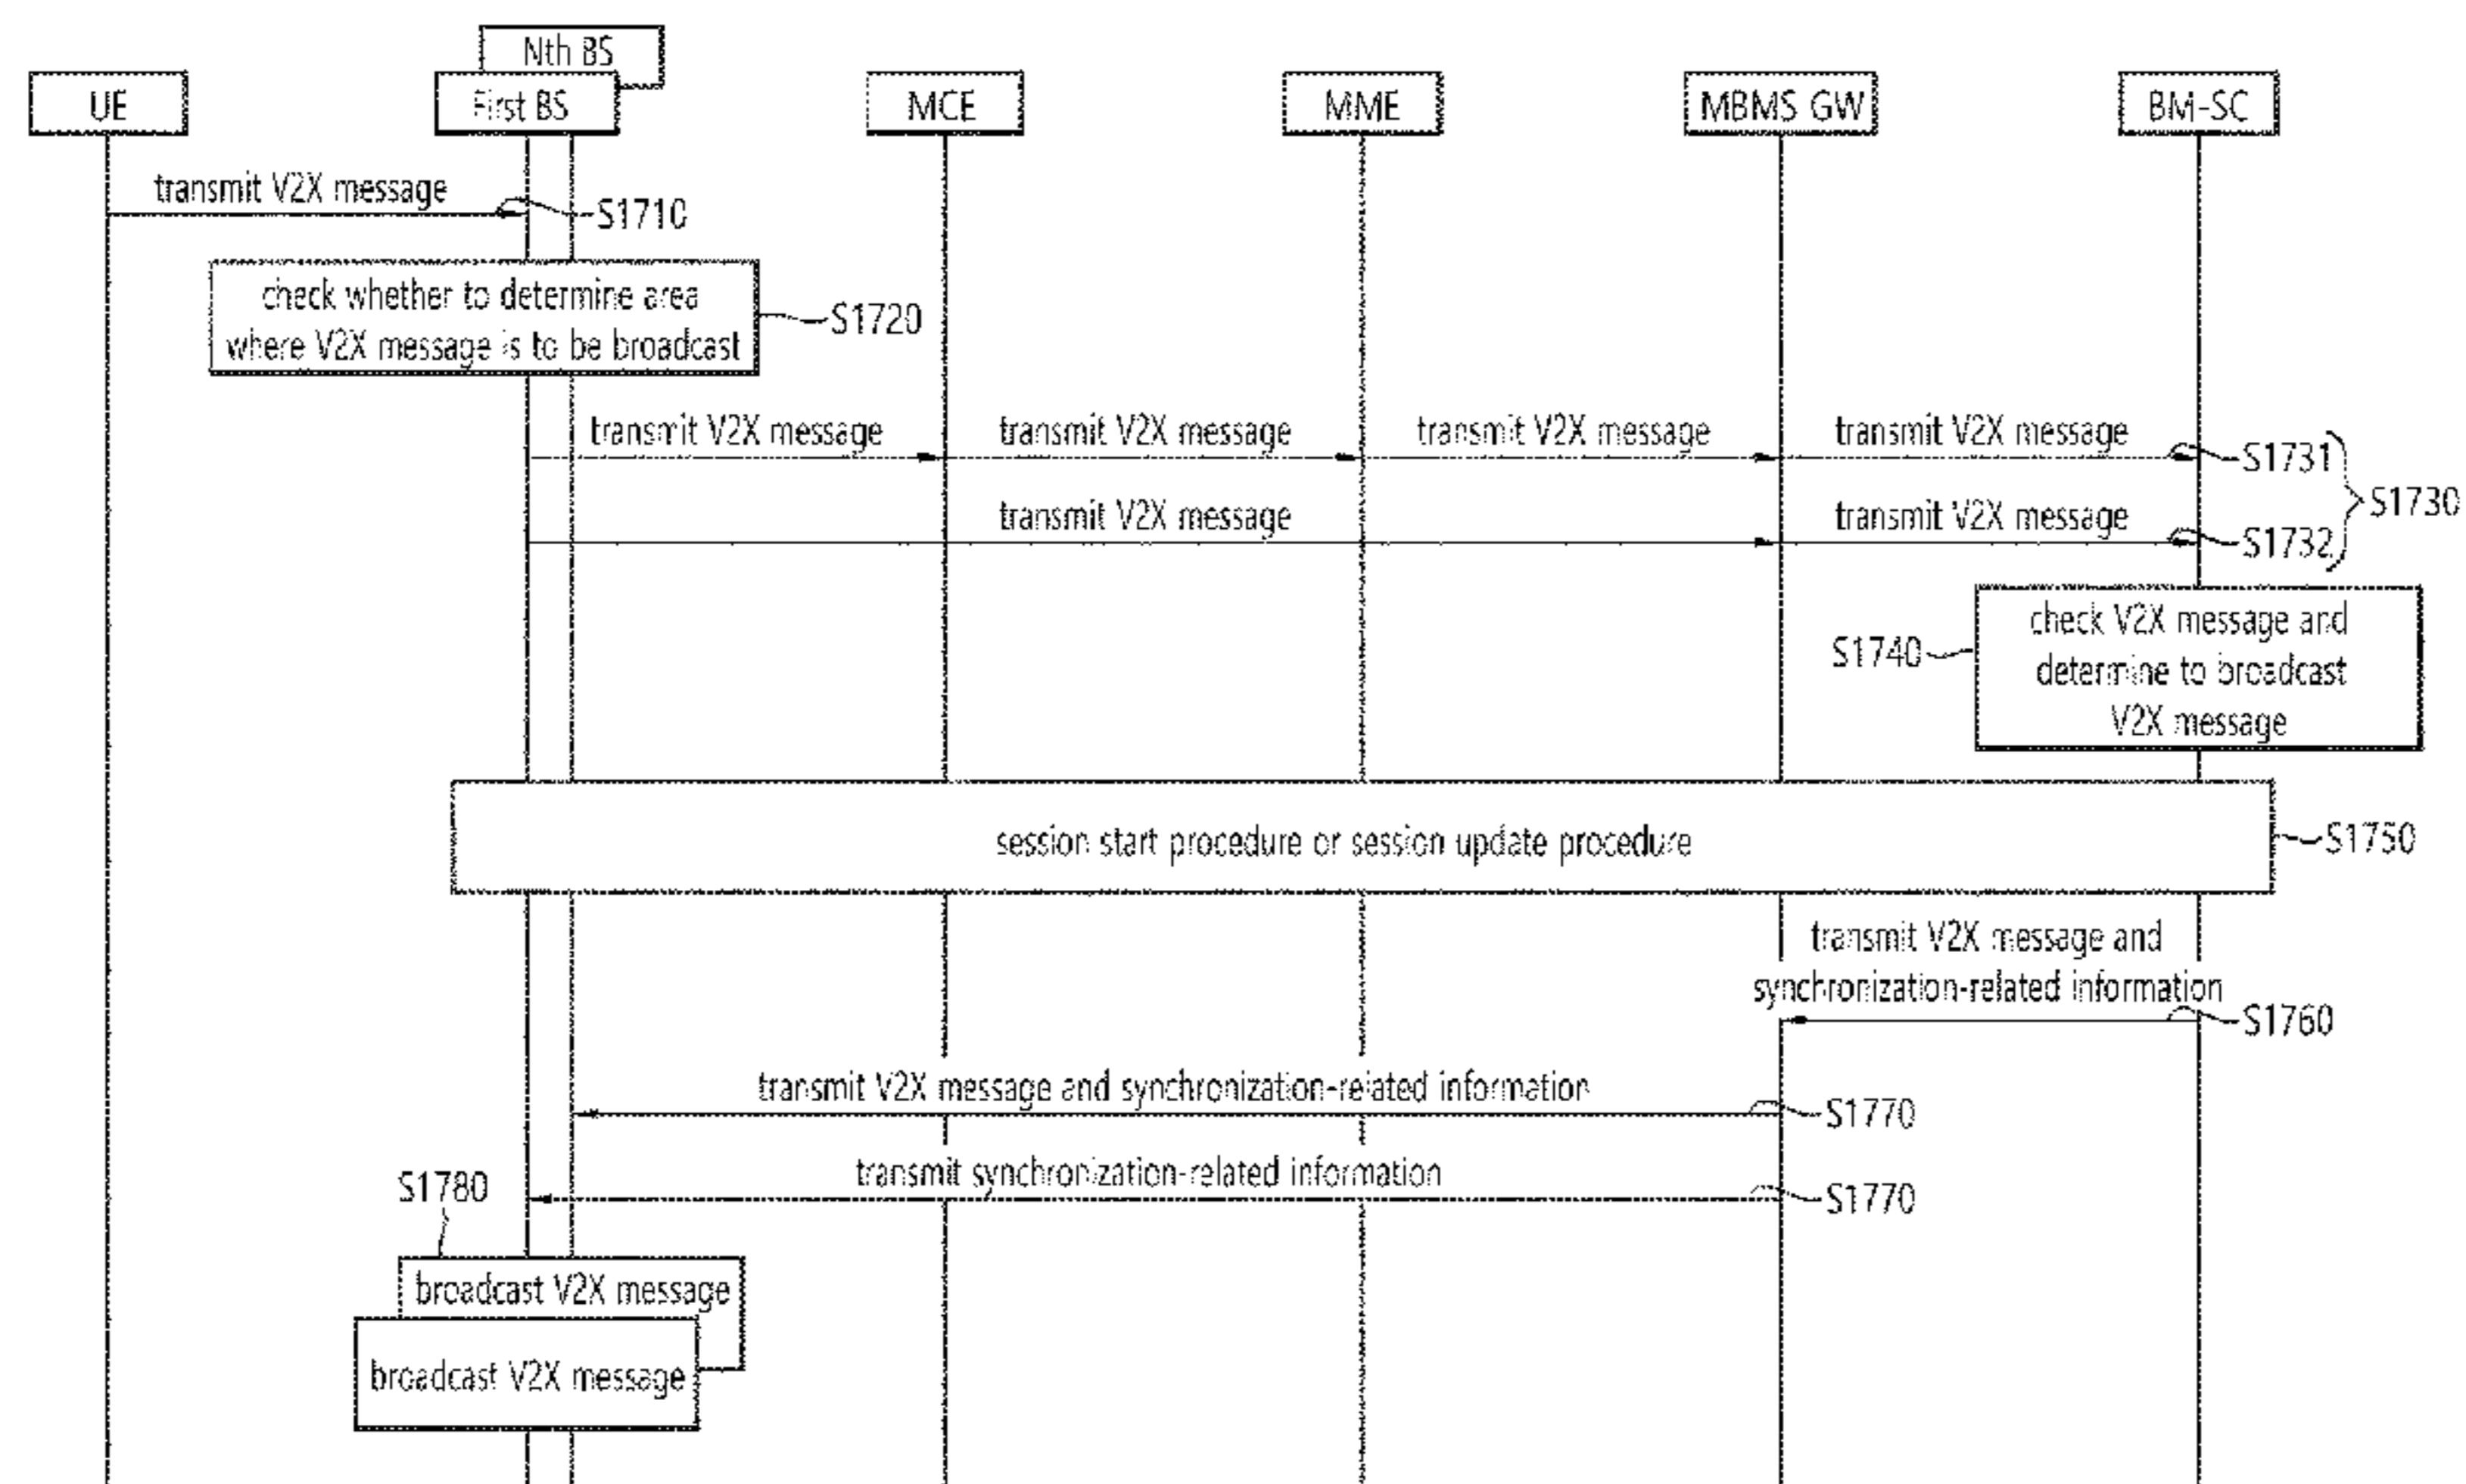 Nth BS
UE
First BS
MCE
MME
MBMS GW
BM-SC
transmit V2X message
S1710
check whether to determine area
where V2X message is to be broadcast
S1720
transmit V2X message
transmit V2X message
transmit V2X message
transmit V2X message
S1731
S1730
transmit V2X message
transmit V2X message
S1732
check V2X message and
determine to broadcast
V2X message
S1740
session start procedure or session update procedure
S1750
transmit V2X message and
synchronization-related information
S1760
transmit V2X message and synchronization-related information
S1770
transmit synchronization-related information
S1770
S1780
broadcast V2X message
broadcast V2X message